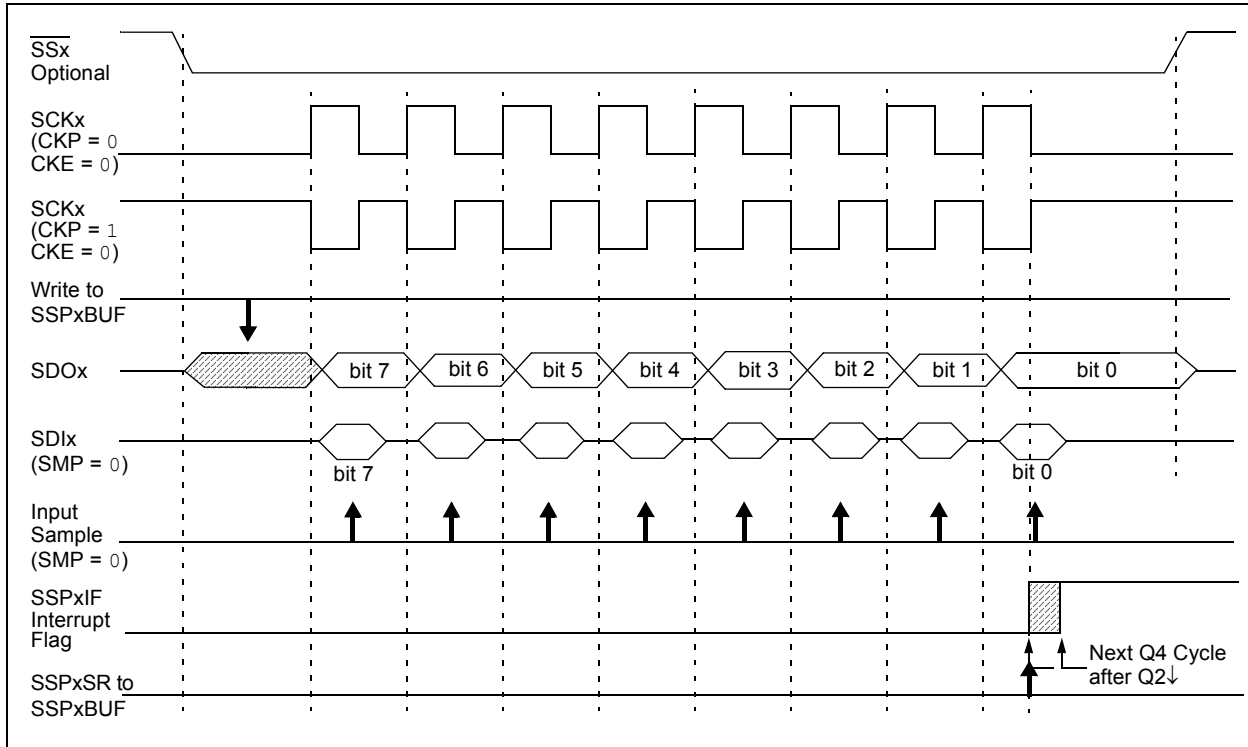 SSx
Optional
SCKx
(CKP = 0
CKE = 0)
SCKx
(CKP = 1
CKE = 0)
Write to
SSPxBUF
SDOx
bit 7
bit 6
bit 5
bit 4
bit 3
bit 2
bit 1
bit 0
SDIx
(SMP = 0)
bit 7
bit 0
Input
Sample
(SMP = 0)
SSPxIF
Interrupt
Flag
Next Q4 Cycle
after Q2↓
SSPxSR to
SSPxBUF